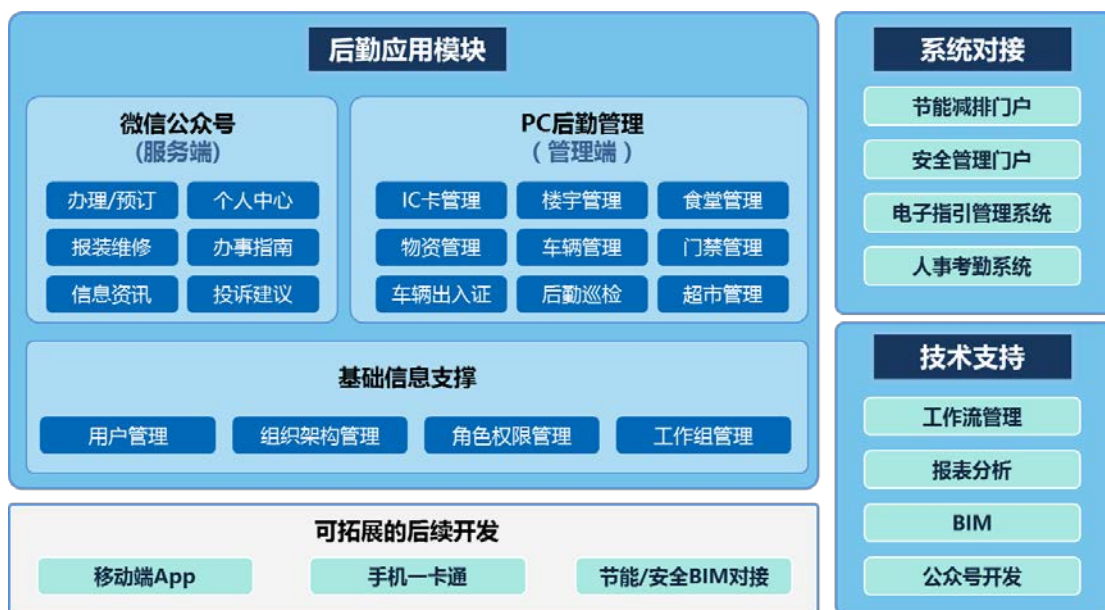 后勤应用模块
微信公众号
(服务端)
办理/预订 个人中心
报装维修 办事指南
信息资讯 投诉建议
PC后勤管理
（管理端）
IC卡管理 楼宇管理 食堂管理
物资管理 车辆管理 门禁管理
车辆出入证 后勤巡检 超市管理
基础信息支撑
用户管理 组织架构管理 角色权限管理 工作组管理
可拓展的后续开发
移动端App 手机一卡通 节能/安全BIM对接
系统对接
节能减排门户
安全管理门户
电子指引管理系统
人事考勤系统
技术支持
工作流管理
报表分析
BIM
公众号开发